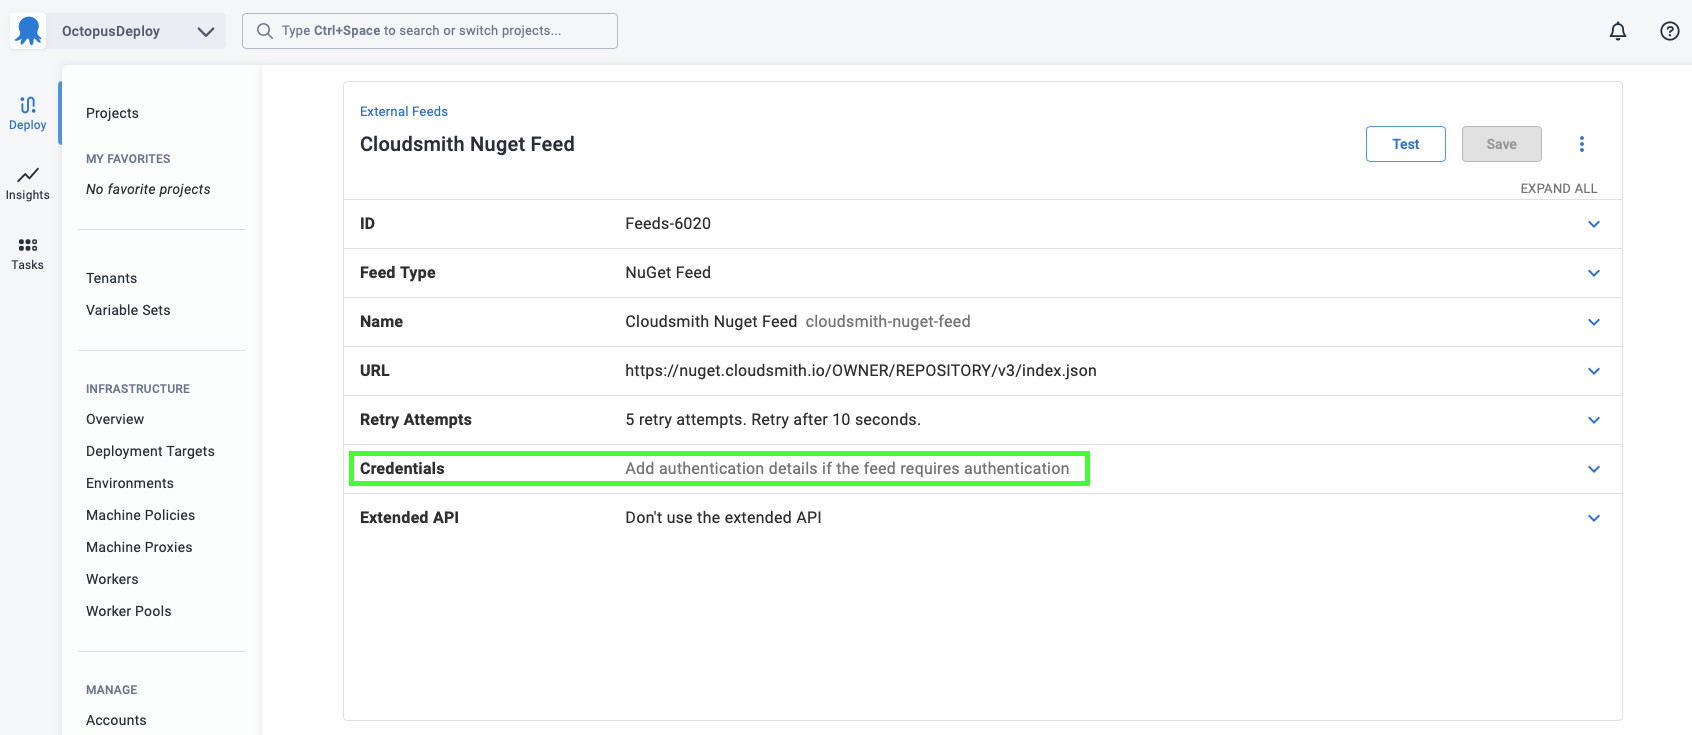 OctopusDeploy
Type Ctrl+Space to search or switch projects...
Deploy
Insights
Tasks
Projects
MY FAVORITES
No favorite projects
Tenants
Variable Sets
INFRASTRUCTURE
Overview
Deployment Targets
Environments
Machine Policies
Machine Proxies
Workers
Worker Pools
MANAGE
Accounts
External Feeds
Cloudsmith Nuget Feed
Test
Save
EXPAND ALL
ID Feeds-6020
Feed Type NuGet Feed
Name Cloudsmith Nuget Feed cloudsmith-nuget-feed
URL https://nuget.cloudsmith.io/OWNER/REPOSITORY/v3/index.json
Retry Attempts 5 retry attempts. Retry after 10 seconds.
Credentials Add authentication details if the feed requires authentication
Extended API Don't use the extended API